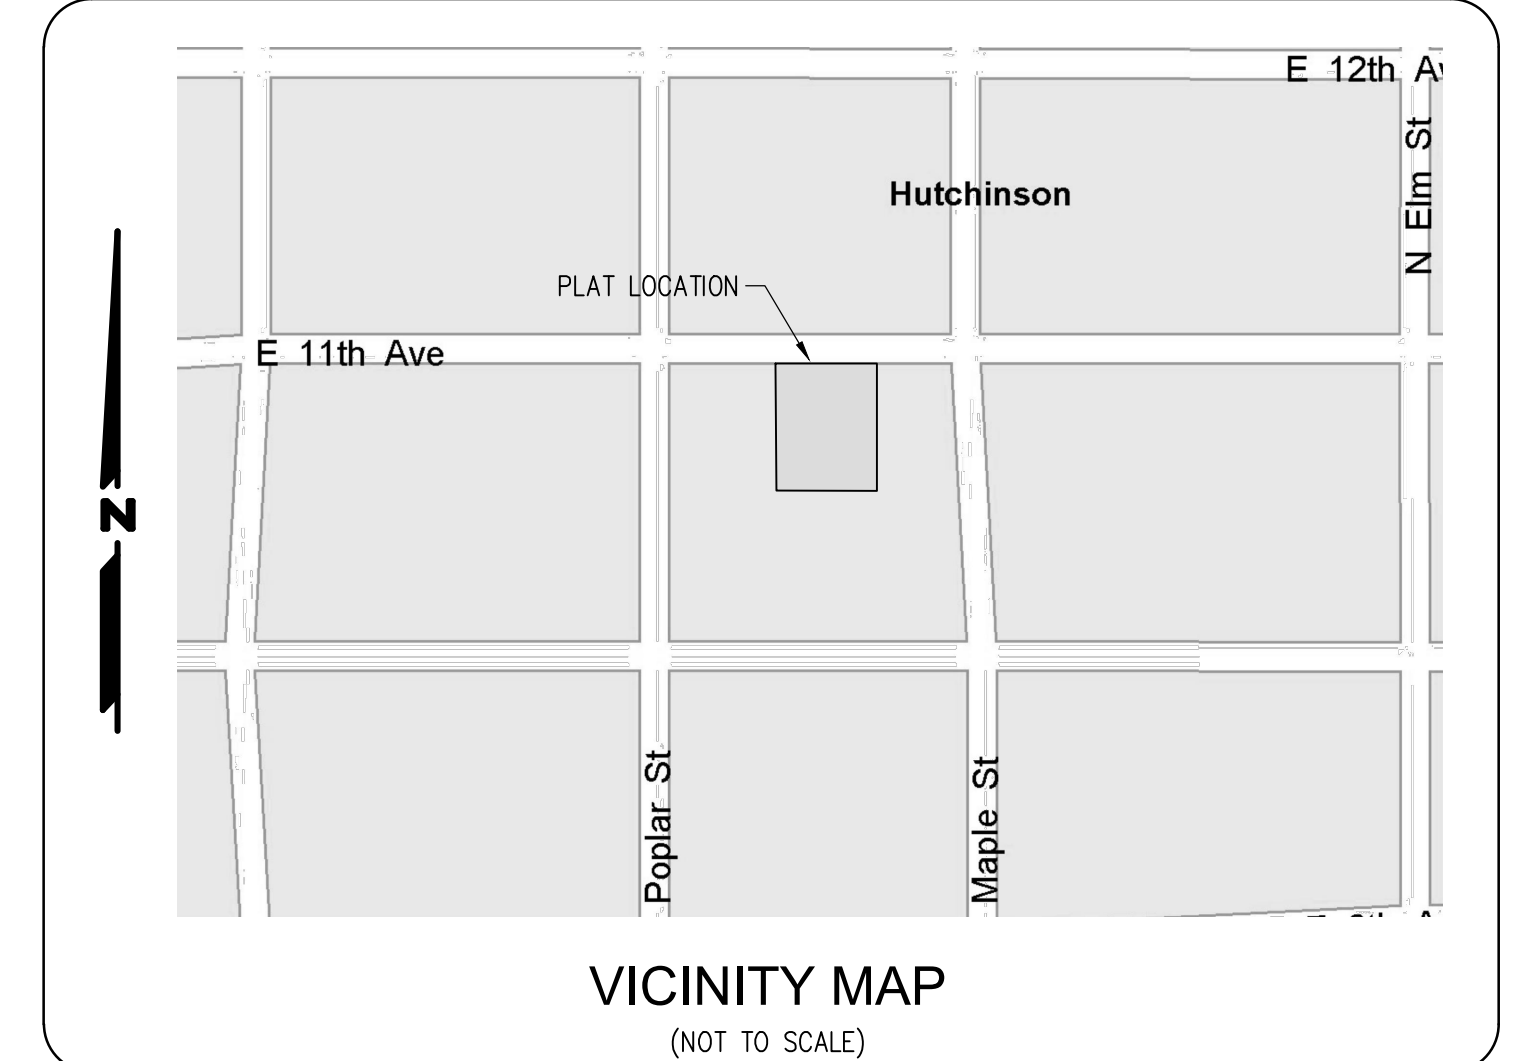 E 12th Av
N Elm St
Hutchinson
PLAT LOCATION
E 11th Ave
N
Poplar St
Maple St
VICINITY MAP
(NOT TO SCALE)